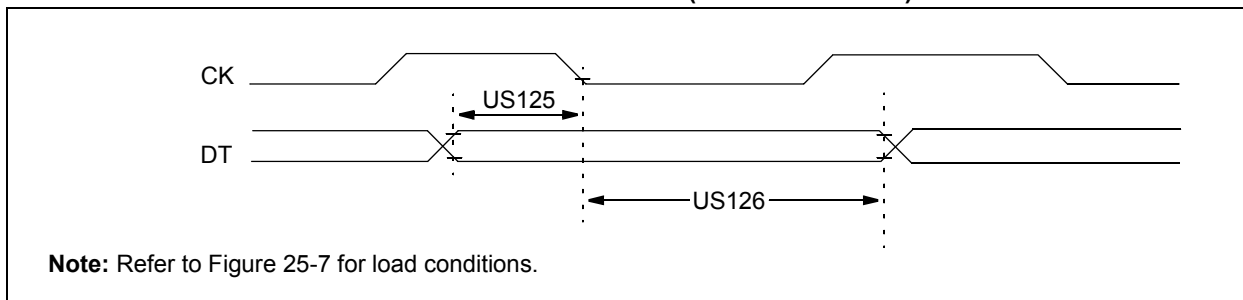 CK
US125
DT
US126
Note: Refer to Figure 25-7 for load conditions.